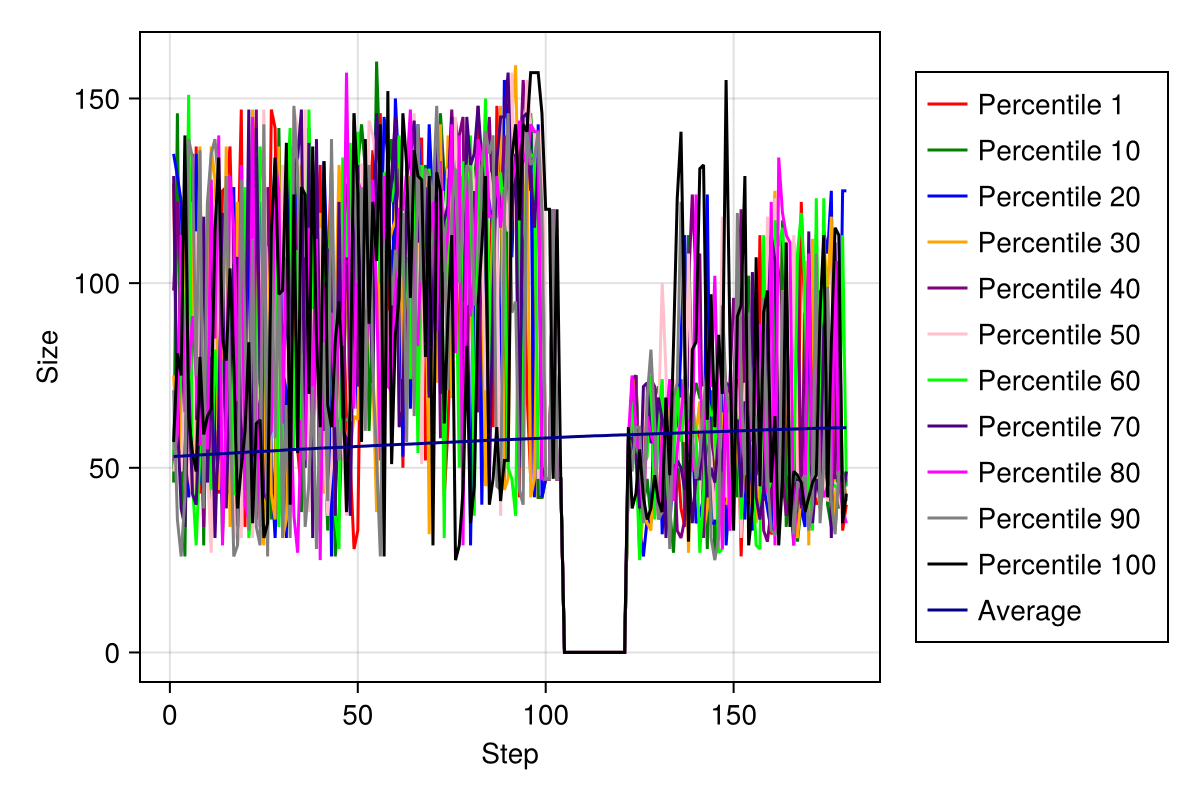 150
100
50
0
Size
0
50
100
150
Step
Percentile 1
Percentile 10
Percentile 20
Percentile 30
Percentile 40
Percentile 50
Percentile 60
Percentile 70
Percentile 80
Percentile 90
Percentile 100
Average